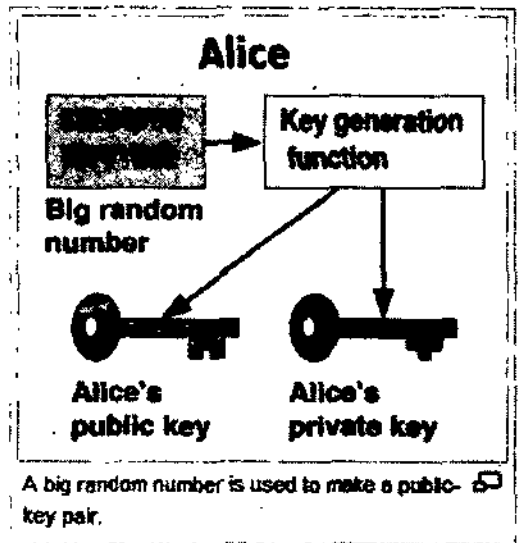 Alice
Key generation
function
Big random
number
Alice's
public key
Alice's
private key
A big random number is used to make a public-
key pair.